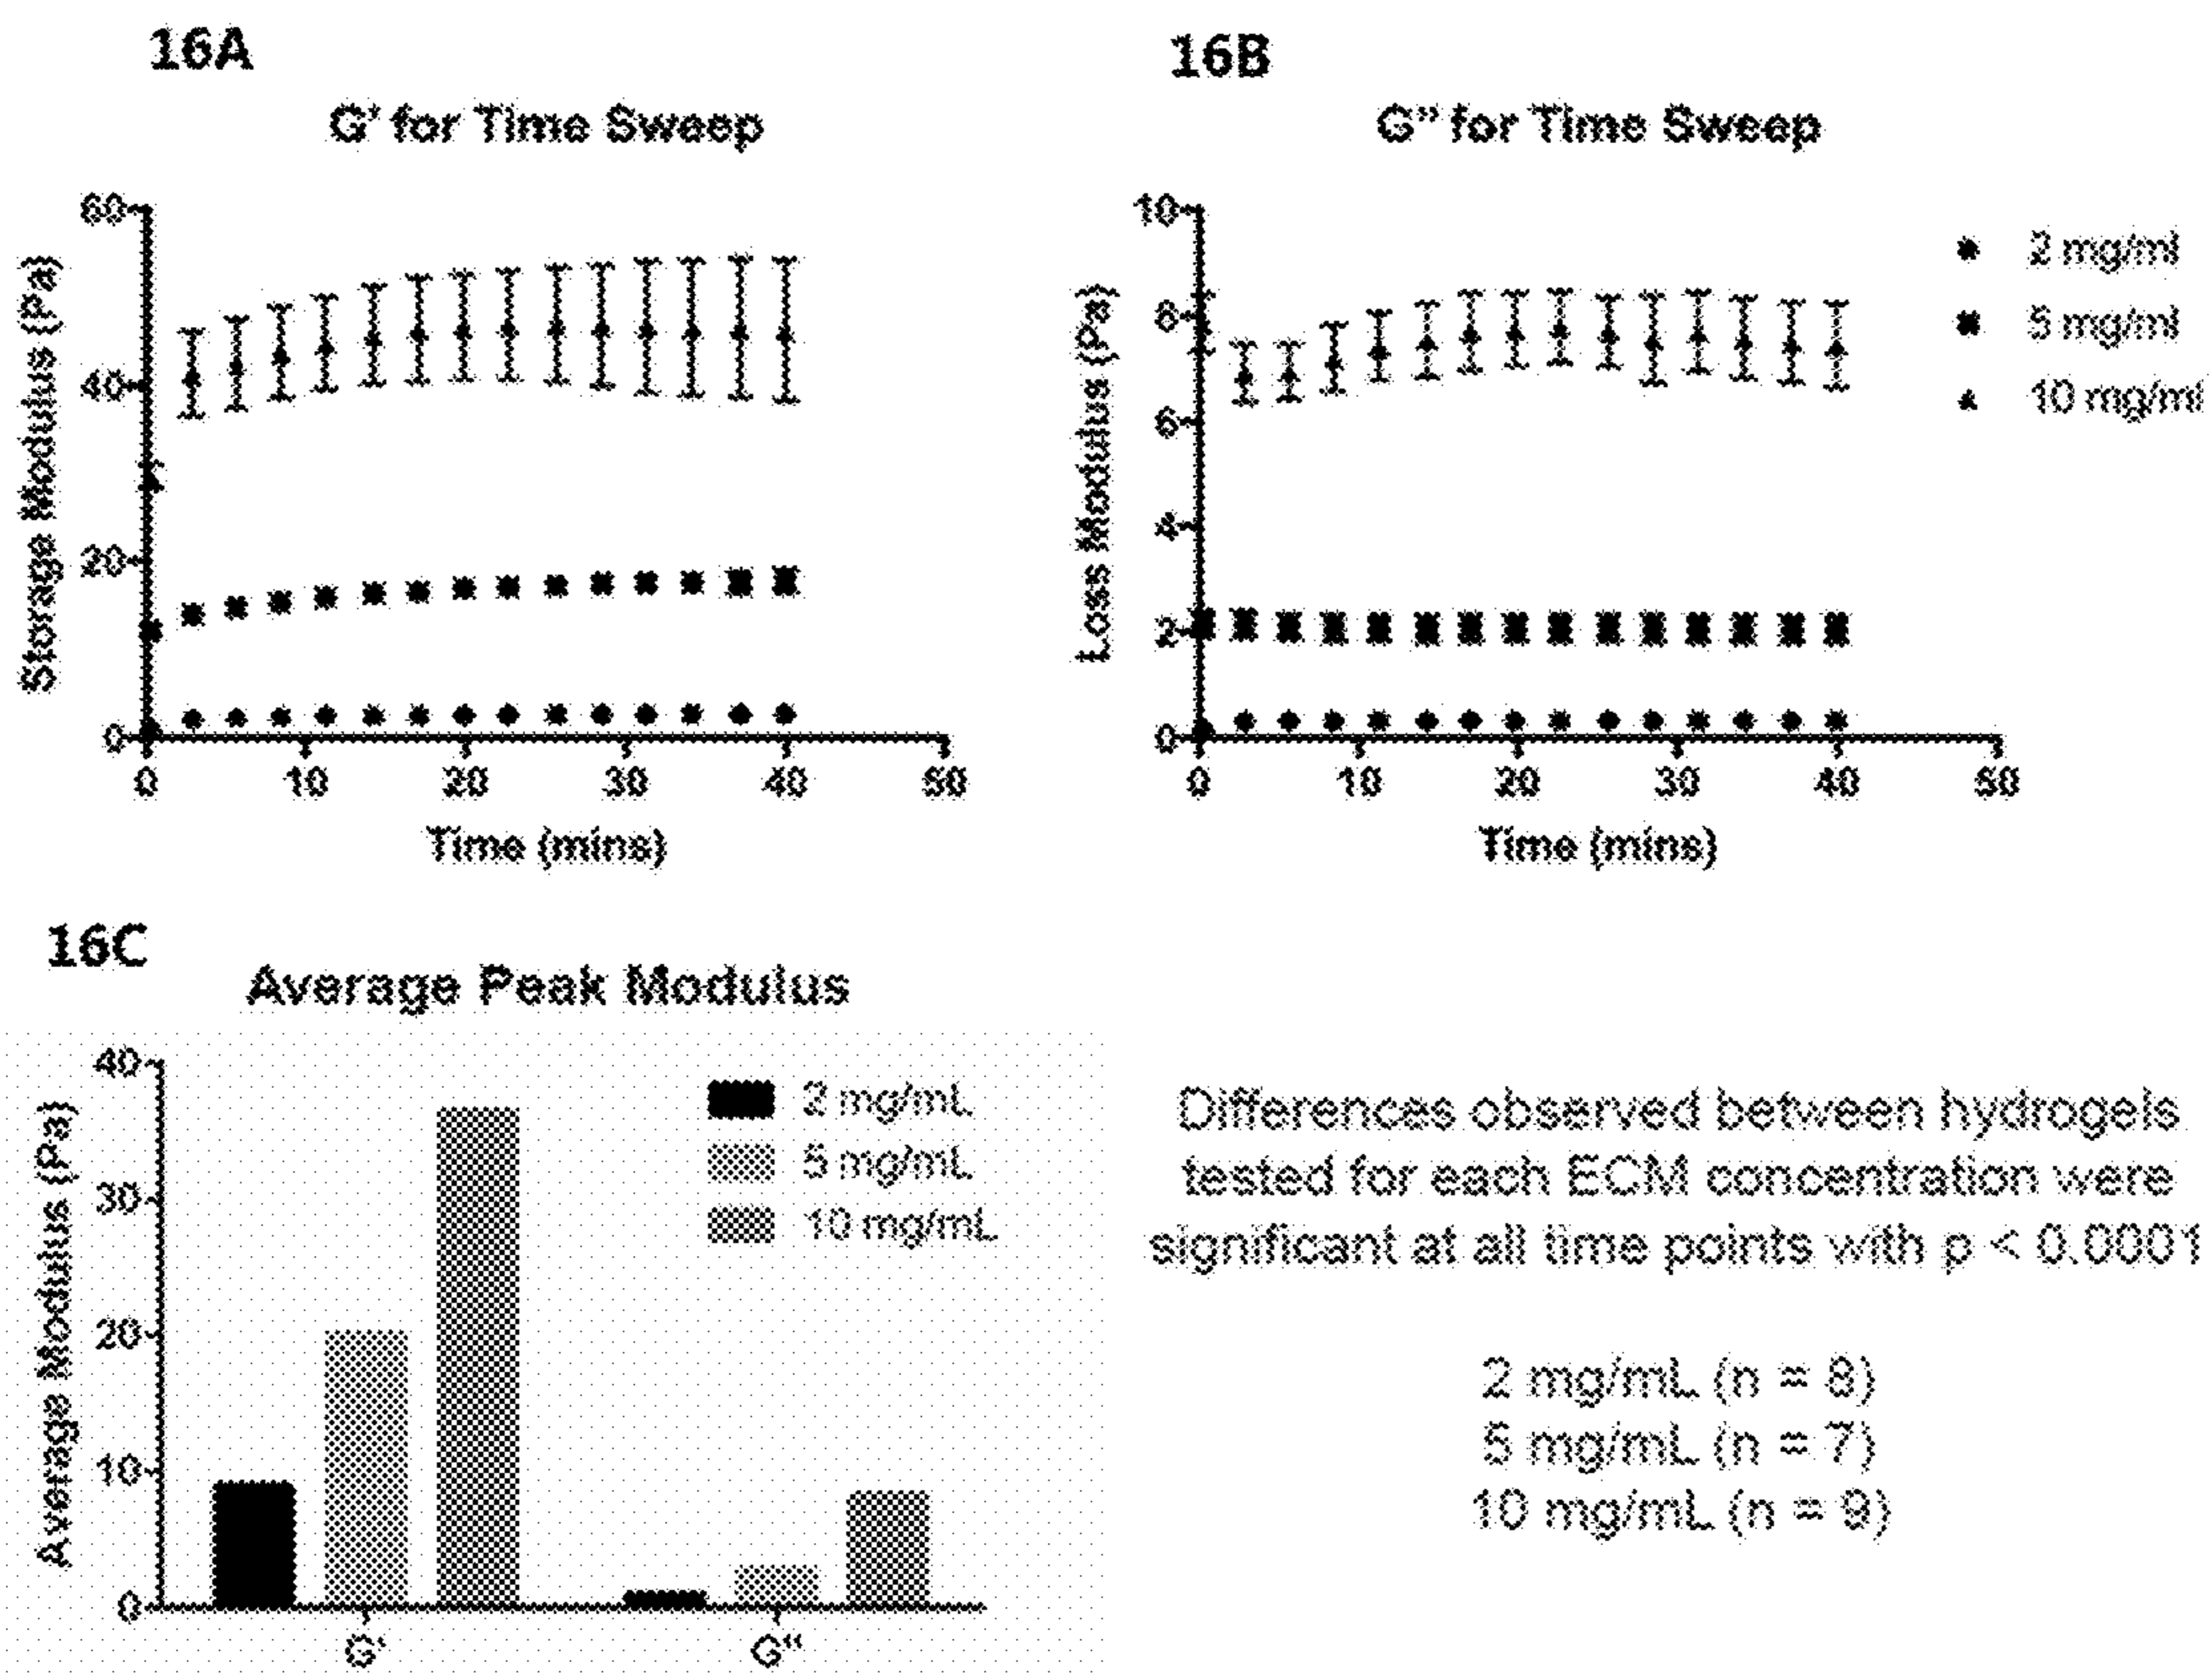 16A
G' for Time Sweep
Storage Modulus (Pa)
60
40
20
0
0 10 20 30 40 50
Time (mins)
16B
G'' for Time Sweep
Loss Modulus (Pa)
10
8
6
4
2
0
0 10 20 30 40 50
Time (mins)
2 mg/ml
5 mg/ml
10 mg/ml
16C
Average Peak Modulus
Average Modulus (Pa)
40
30
20
10
0
G' G"
2 mg/mL
5 mg/mL
10 mg/mL
Differences observed between hydrogels
tested for each ECM concentration were
significant at all time points with p < 0.0001
2 mg/mL (n = 8)
5 mg/mL (n = 7)
10 mg/mL (n = 9)